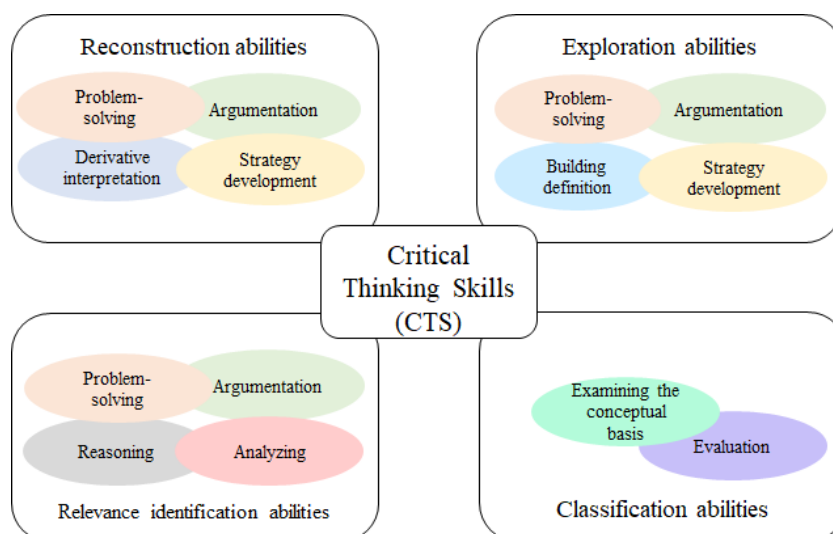 Reconstruction abilities
Problem-
solving
Argumentation
Derivative
interpretation
Strategy
development
Exploration abilities
Problem-
solving
Argumentation
Building
definition
Strategy
development
Critical
Thinking Skills
(CTS)
Problem-
solving
Argumentation
Reasoning
Analyzing
Relevance identification abilities
Examining the
conceptual
basis
Evaluation
Classification abilities